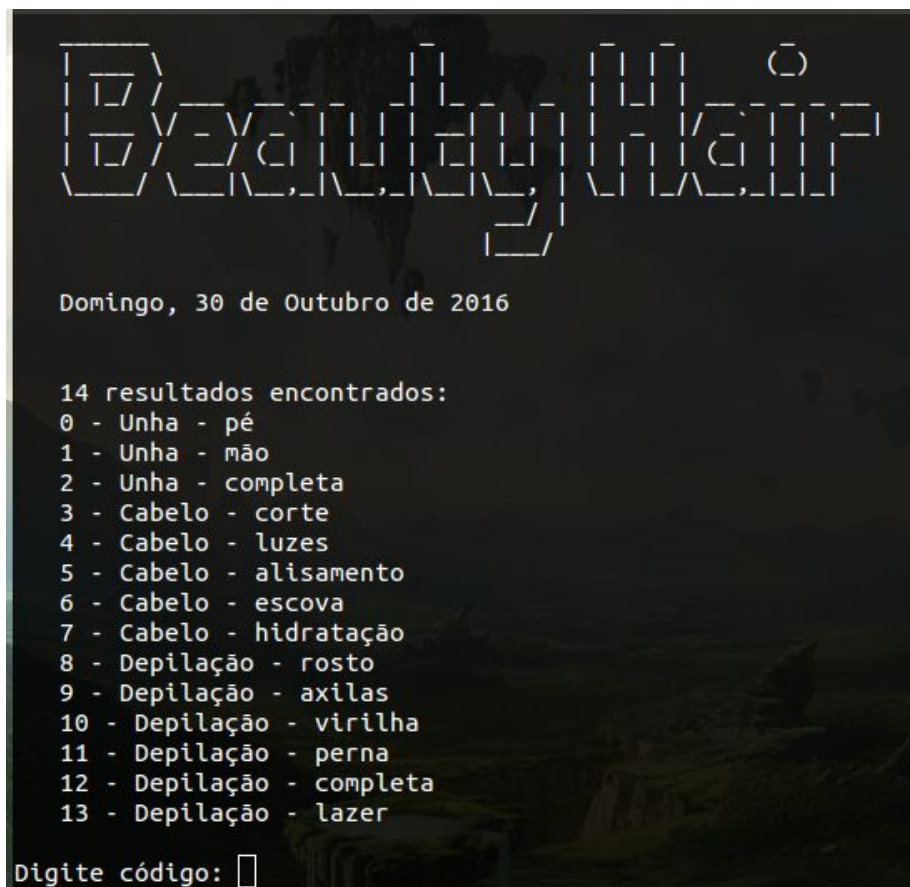 Beauty Hair
Domingo, 30 de Outubro de 2016
14 resultados encontrados:
0 - Unha - pé
1 - Unha - mão
2 - Unha - completa
3 - Cabelo - corte
4 - Cabelo - luzes
5 - Cabelo - alisamento
6 - Cabelo - escova
7 - Cabelo - hidratação
8 - Depilação - rosto
9 - Depilação - axilas
10 - Depilação - virilha
11 - Depilação - perna
12 - Depilação - completa
13 - Depilação - lazer
Digite código: